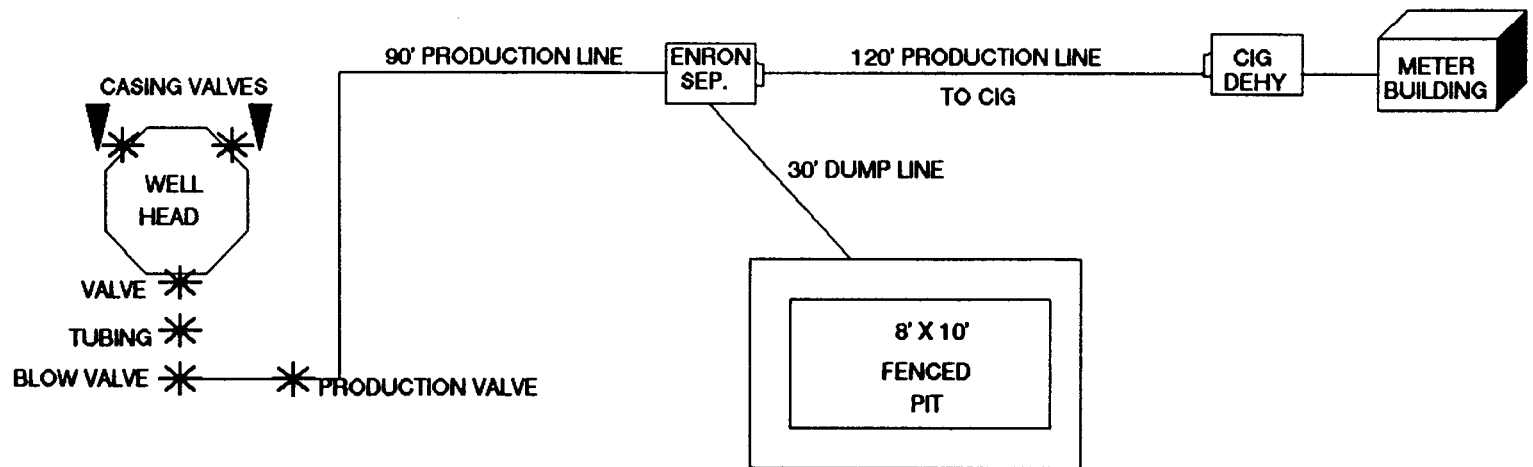 90' PRODUCTION LINE
ENRON
SEP.
120' PRODUCTION LINE
TO CIG
CIG
DEHY
METER
BUILDING
CASING VALVES
WELL
HEAD
30' DUMP LINE
VALVE
TUBING
BLOW VALVE
PRODUCTION VALVE
8' X 10'
FENCED
PIT